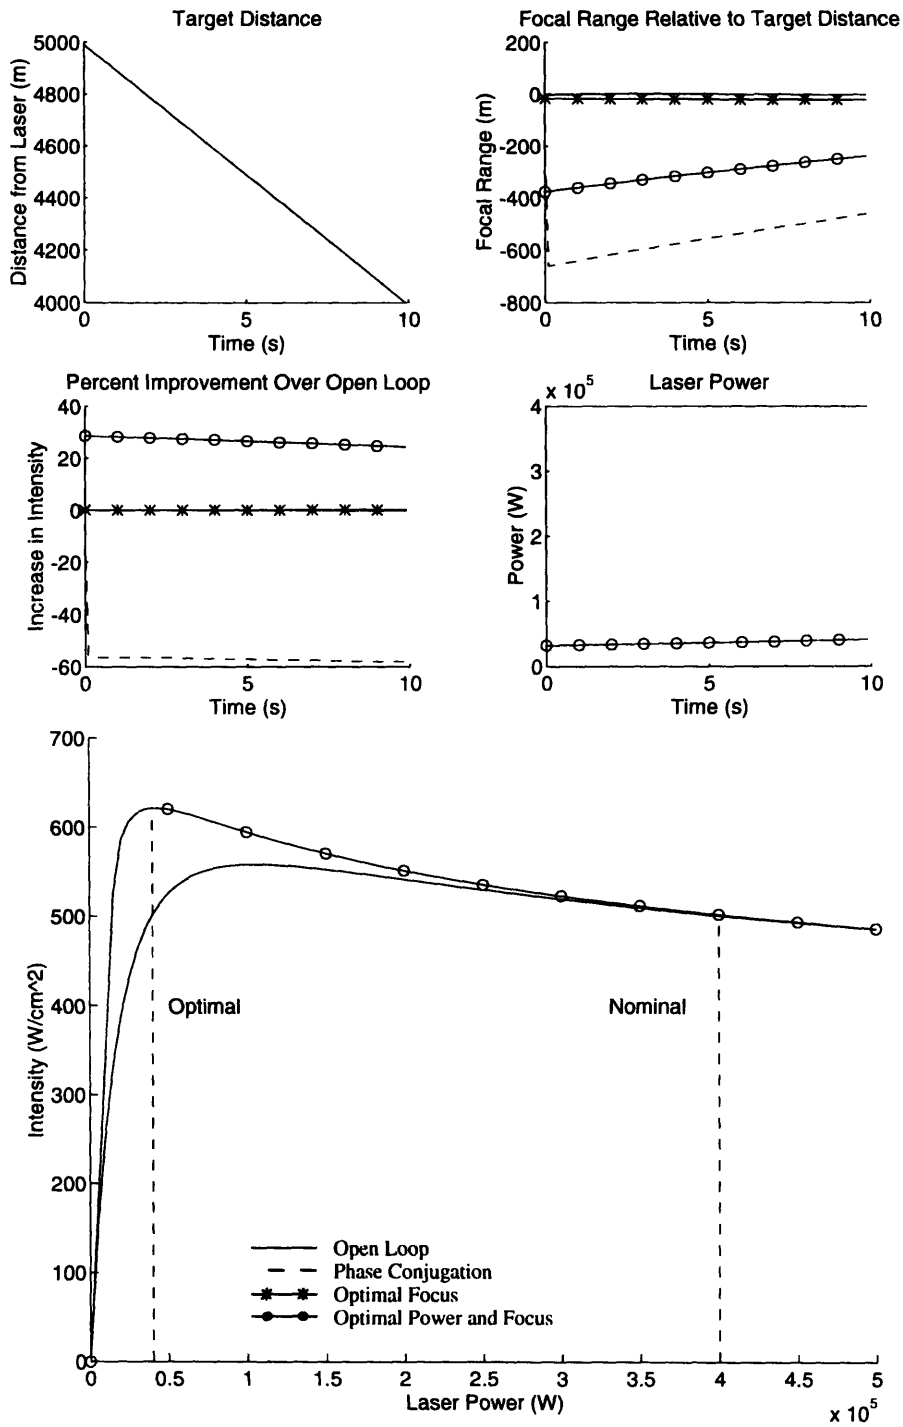 Target Distance
5000
4800
4600
4400
4200
4000
Distance from Laser (m)
0 5 10
Time (s)
Focal Range Relative to Target Distance
200
0
-200
-400
-600
-800
Focal Range (m)
0 5 10
Time (s)
Percent Improvement Over Open Loop
40
20
0
-20
-40
-60
Increase in Intensity
0 5 10
Time (s)
x 10^5 Laser Power
4
3
2
1
0
Power (W)
0 5 10
Time (s)
700
600
500
400
300
200
100
0
Intensity (W/cm^2)
Optimal
Nominal
Open Loop
Phase Conjugation
Optimal Focus
Optimal Power and Focus
0 0.5 1 1.5 2 2.5 3 3.5 4 4.5 5
Laser Power (W)
x 10^5